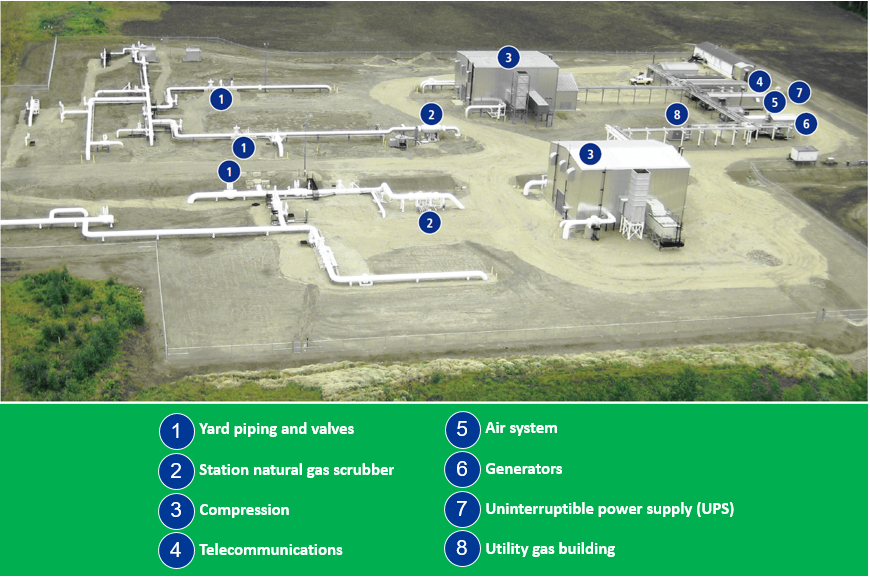 3
4
7
1
5
2
8
6
1
3
1
2
1 Yard piping and valves
2 Station natural gas scrubber
3 Compression
4 Telecommunications
5 Air system
6 Generators
7 Uninterruptible power supply (UPS)
8 Utility gas building